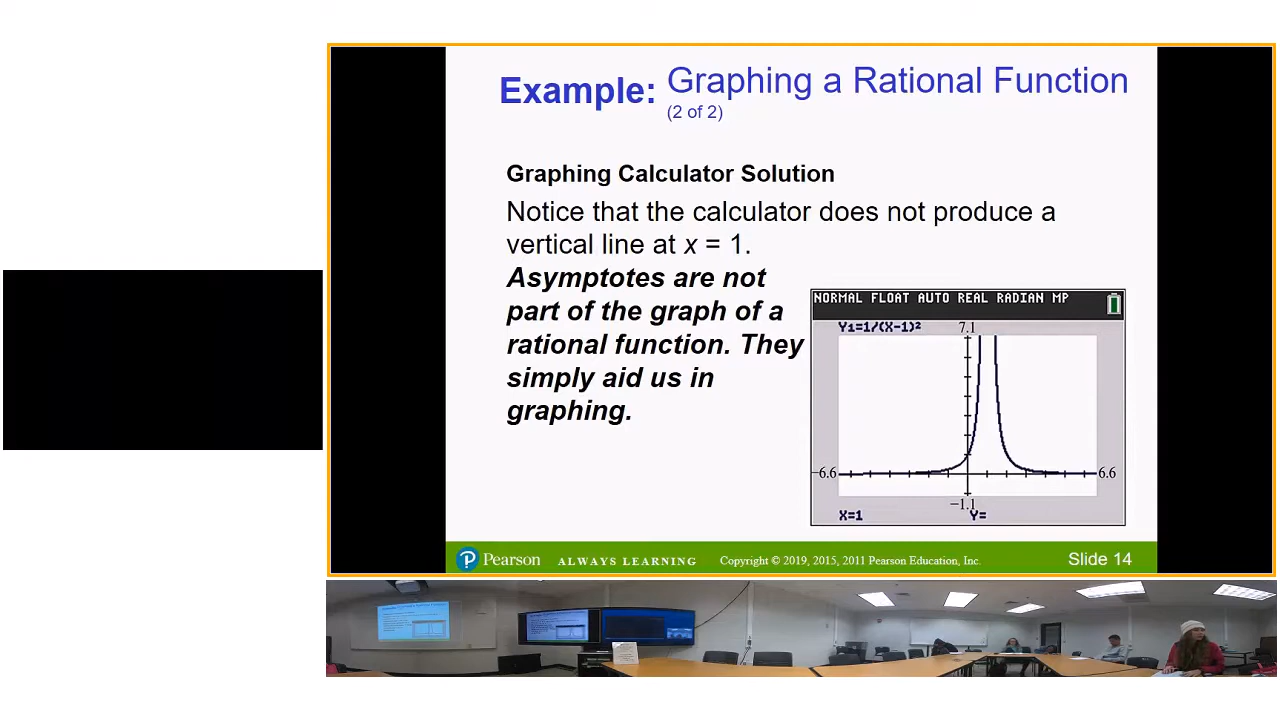 Example: Graphing a Rational Function
(2 of 2)
Graphing Calculator Solution
Notice that the calculator does not produce a
vertical line at x = 1.
Asymptotes are not
part of the graph of a
rational function. They
simply aid us in
graphing.
NORMAL FLOAT AUTO REAL RADIAN MP
Y1=1/(X-1)²
7.1
−6.6
6.6
−1.1
X=1
Y=
Pearson
ALWAYS LEARNING
Copyright © 2019, 2015, 2011 Pearson Education, Inc.
Slide 14